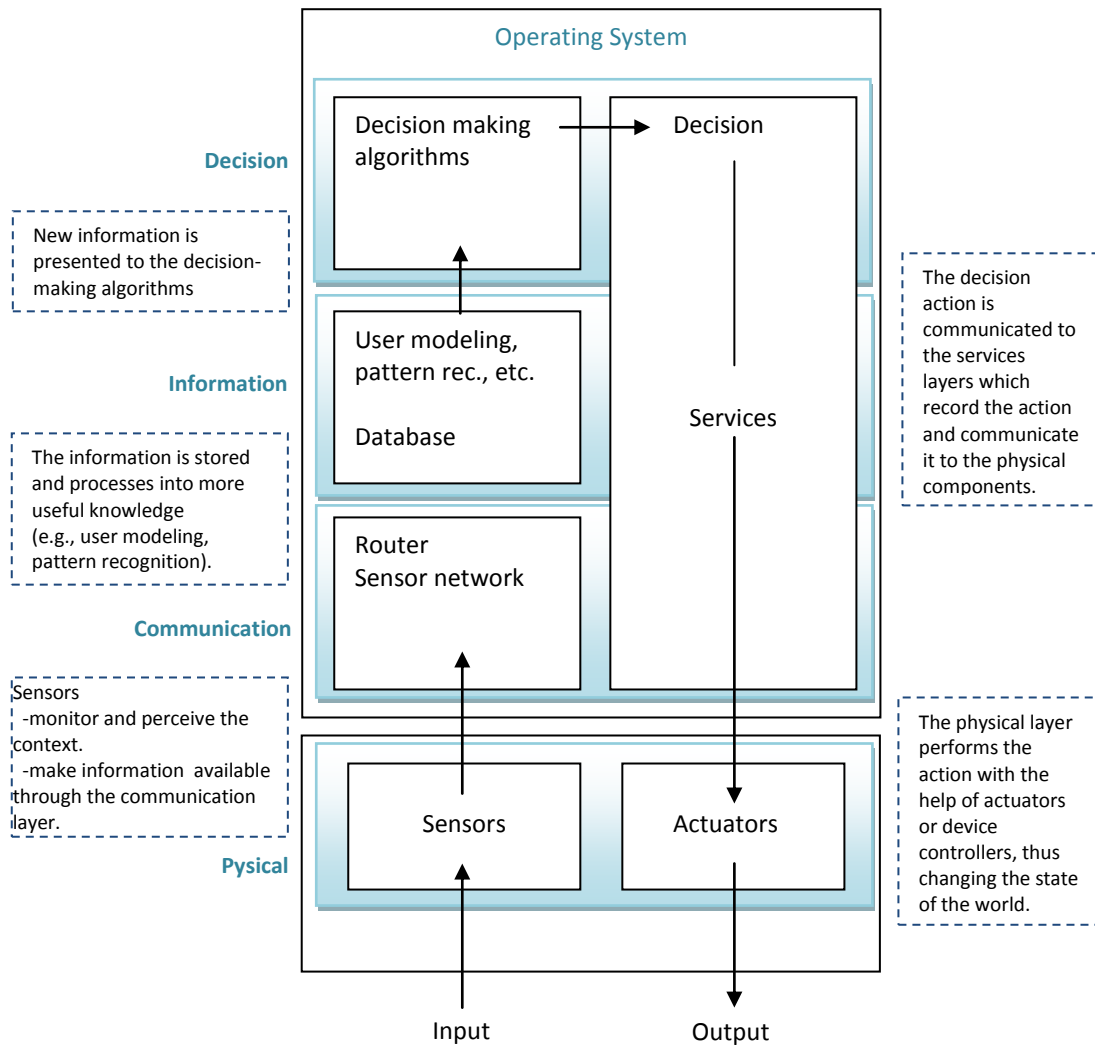 Operating System
Decision making
algorithms
Decision
Decision
New information is
presented to the decision-
making algorithms
The decision
action is
communicated to
the services
layers which
record the action
and communicate
it to the physical
components.
User modeling,
pattern rec., etc.
Database
Information
Services
The information is stored
and processes into more
useful knowledge
(e.g., user modeling,
pattern recognition).
Router
Sensor network
Communication
Sensors
-monitor and perceive the
context.
-make information available
through the communication
layer.
The physical layer
performs the
action with the
help of actuators
or device
controllers, thus
changing the state
of the world.
Sensors
Actuators
Pysical
Input
Output